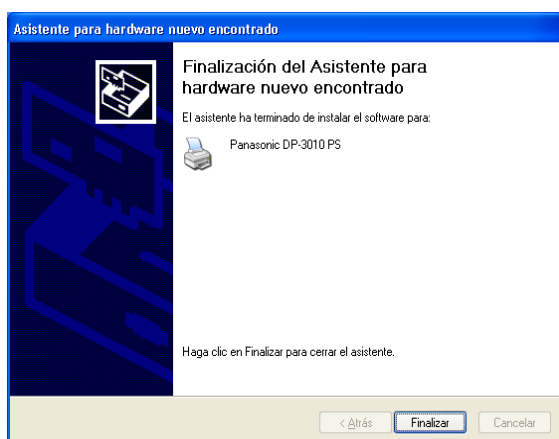 Asistente para hardware nuevo encontrado
Finalización del Asistente para
hardware nuevo encontrado
El asistente ha terminado de instalar el software para:
Panasonic DP-3010 PS
Haga clic en Finalizar para cerrar el asistente.
< Atrás Finalizar Cancelar